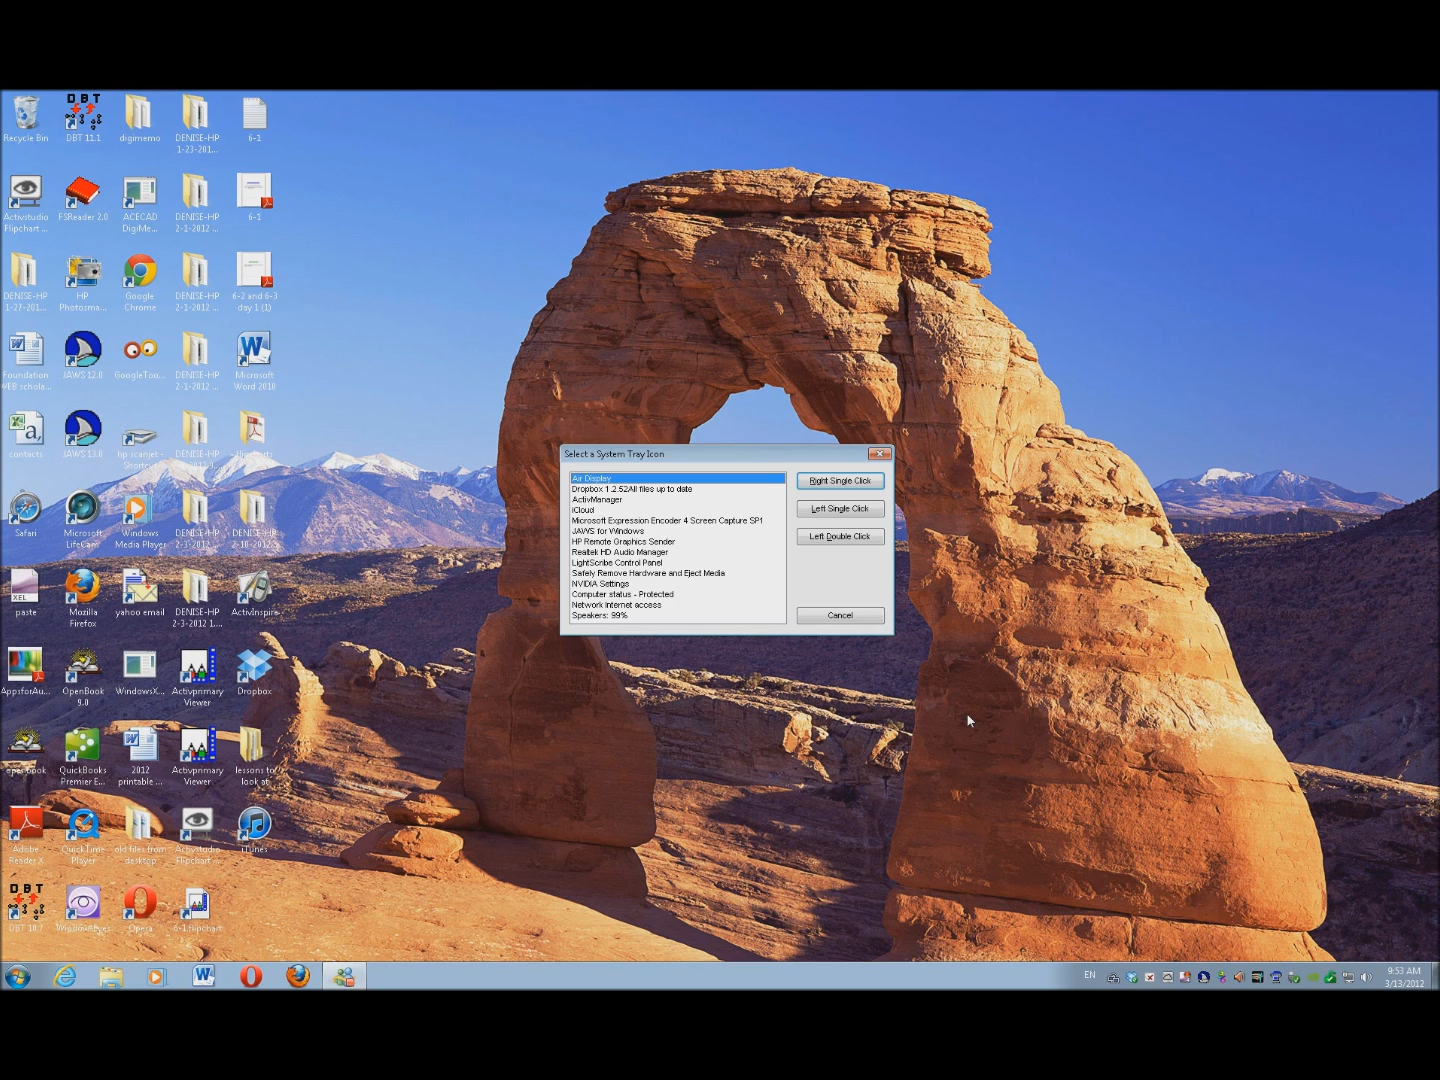 Recycle Bin
DBT 11.1
digimemo
DENISE-HP
1-23-201...
6-1
Activstudio
Flipchart ...
FSReader 2.0
ACECAD
DigiMe...
DENISE-HP
2-1-2012 ...
6-1
DENISE-HP
1-27-201...
HP
Photosma...
Google
Chrome
DENISE-HP
2-1-2012 ...
6-2 and 6-3
day 1 (1)
Foundation
WEB schola...
JAWS 12.0
GoogleTou...
DENISE-HP
2-1-2012 ...
Microsoft
Word 2010
contacts
JAWS 13.0
hp scanjet -
Shortcut
DENISE-HP
Safari
Microsoft
LifeCam
Windows
Media Player
DENISE-HP
2-3-2012
DENISE-HP
2-10-2012
paste
Mozilla
Firefox
yahoo email
DENISE-HP
2-3-2012 1....
ActivInspire
AppsforAu...
OpenBook
9.0
WindowsX...
Activprimary
Viewer
Dropbox
open book
QuickBooks
Premier E...
2012
printable ...
Activprimary
Viewer
lessons to
look at
Adobe
Reader X
QuickTime
Player
old files from
desktop
Activstudio
Flipchart ...
iTunes
DBT
DBT 10.7
Window-Eyes
Opera
6-1.flipchart
Select a System Tray Icon
Air Display
Dropbox 1.2.52All files up to date
ActivManager
iCloud
Microsoft Expression Encoder 4 Screen Capture SP1
JAWS for Windows
HP Remote Graphics Sender
Realtek HD Audio Manager
LightScribe Control Panel
Safely Remove Hardware and Eject Media
NVIDIA Settings
Computer status - Protected
Network Internet access
Speakers: 99%
Right Single Click
Left Single Click
Left Double Click
Cancel
EN
9:53 AM
3/13/2012